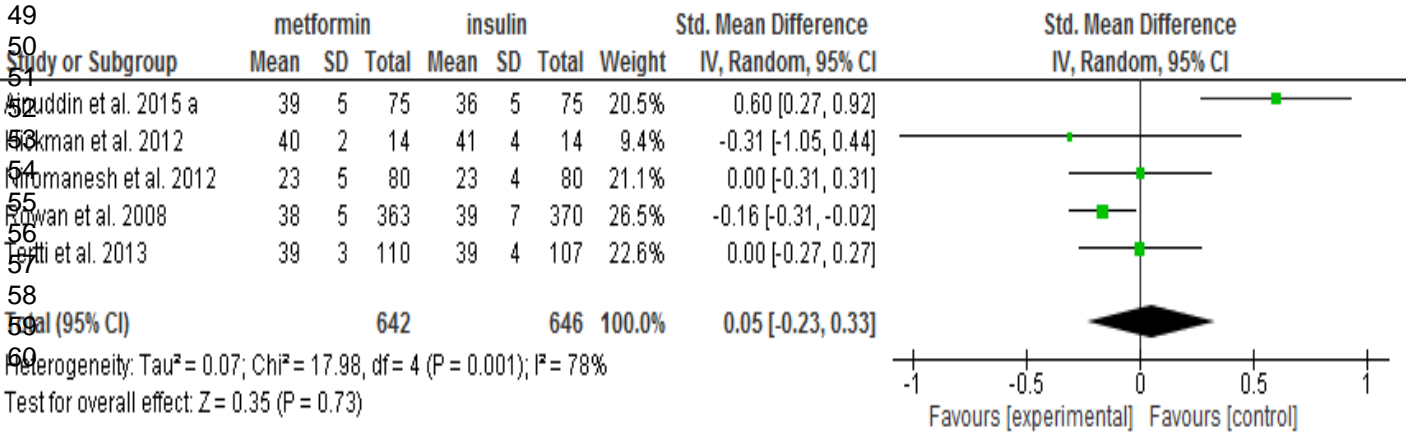 49
metformin insulin Std. Mean Difference Std. Mean Difference
50
Study or Subgroup Mean SD Total Mean SD Total Weight IV, Random, 95% CI IV, Random, 95% CI
51
Ainuddin et al. 2015 a 39 5 75 36 5 75 20.5% 0.60 [0.27, 0.92]
52
Hickman et al. 2012 40 2 14 41 4 14 9.4% -0.31 [-1.05, 0.44]
53
Niromanesh et al. 2012 23 5 80 23 4 80 21.1% 0.00 [-0.31, 0.31]
54
55
Rowan et al. 2008 38 5 363 39 7 370 26.5% -0.16 [-0.31, -0.02]
56
Tertti et al. 2013 39 3 110 39 4 107 22.6% 0.00 [-0.27, 0.27]
57
58
Total (95% CI) 642 646 100.0% 0.05 [-0.23, 0.33]
59
60
Heterogeneity: Tau² = 0.07; Chi² = 17.98, df = 4 (P = 0.001); I² = 78%
Test for overall effect: Z = 0.35 (P = 0.73)
-1 -0.5 0 0.5 1
Favours [experimental] Favours [control]